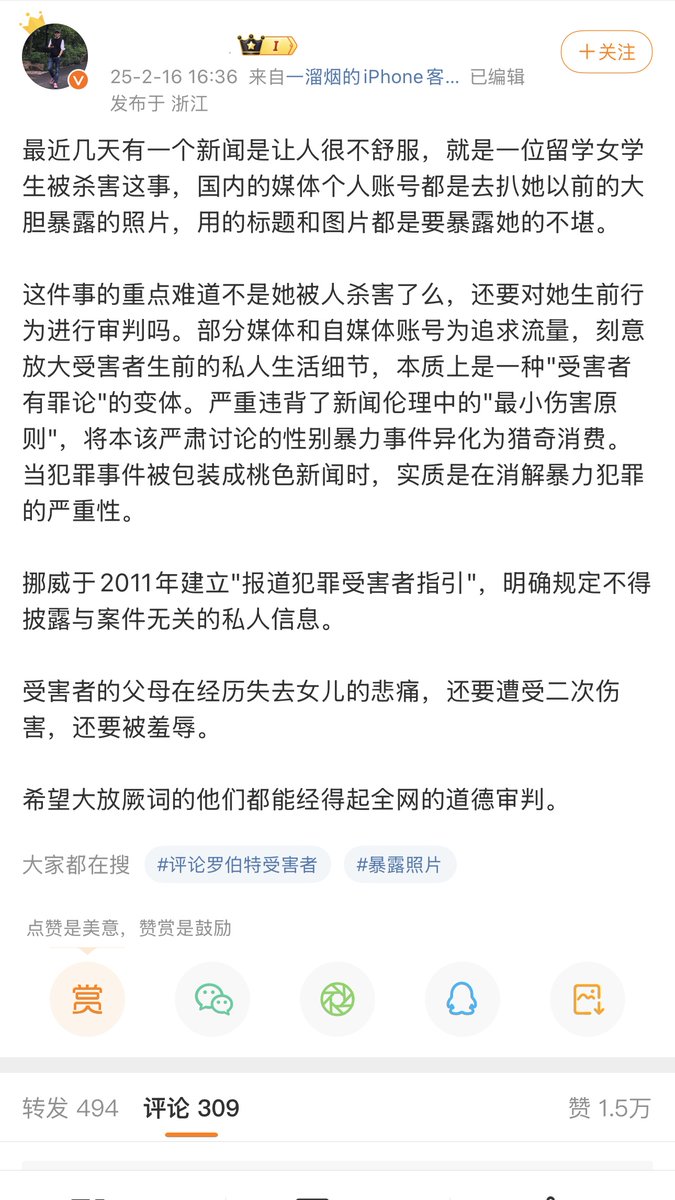 I
+关注
25-2-16 16:36 来自一溜烟的iPhone客... 已编辑
发布于 浙江
最近几天有一个新闻是让人很不舒服，就是一位留学女学
生被杀害这事，国内的媒体个人账号都是去扒她以前的大
胆暴露的照片，用的标题和图片都是要暴露她的不堪。
这件事的重点难道不是她被人杀害了么，还要对她生前行
为进行审判吗。部分媒体和自媒体账号为追求流量，刻意
放大受害者生前的私人生活细节，本质上是一种"受害者
有罪论"的变体。严重违背了新闻伦理中的"最小伤害原
则"，将本该严肃讨论的性别暴力事件异化为猎奇消费。
当犯罪事件被包装成桃色新闻时，实质是在消解暴力犯罪
的严重性。
挪威于2011年建立"报道犯罪受害者指引"，明确规定不得
披露与案件无关的私人信息。
受害者的父母在经历失去女儿的悲痛，还要遭受二次伤
害，还要被羞辱。
希望大放厥词的他们都能经得起全网的道德审判。
大家都在搜 #评论罗伯特受害者 #暴露照片
点赞是美意，赞赏是鼓励
赏
转发 494 评论 309 赞 1.5万